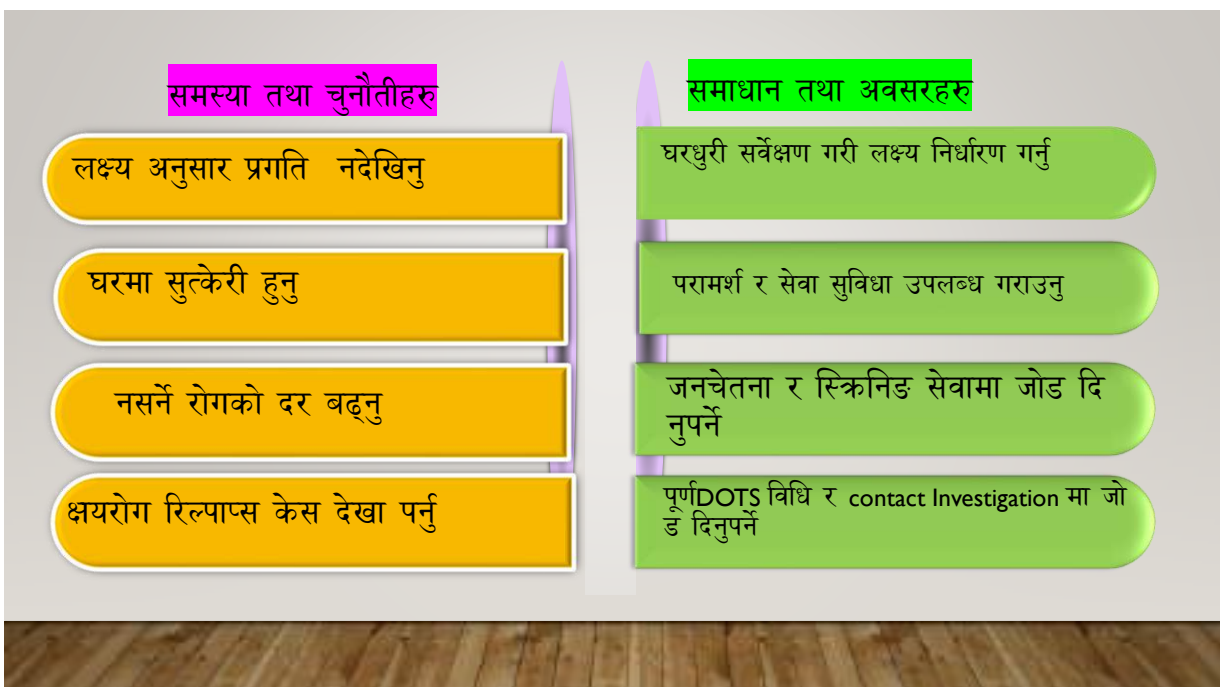 समस्या तथा चुनौतीहरु
लक्ष्य अनुसार प्रगति नदेखिनु
घरमा सुत्केरी हुनु
नसर्ने रोगको दर बढ्नु
क्षयरोग रिल्पाप्स केस देखा पर्नु
समाधान तथा अवसरहरु
घरधुरी सर्वेक्षण गरी लक्ष्य निर्धारण गर्नु
परामर्श र सेवा सुविधा उपलब्ध गराउनु
जनचेतना र स्क्रिनिङ सेवामा जोड दि
नुपर्ने
पूर्णDOTS विधि र contact Investigation मा जो
ड दिनुपर्ने